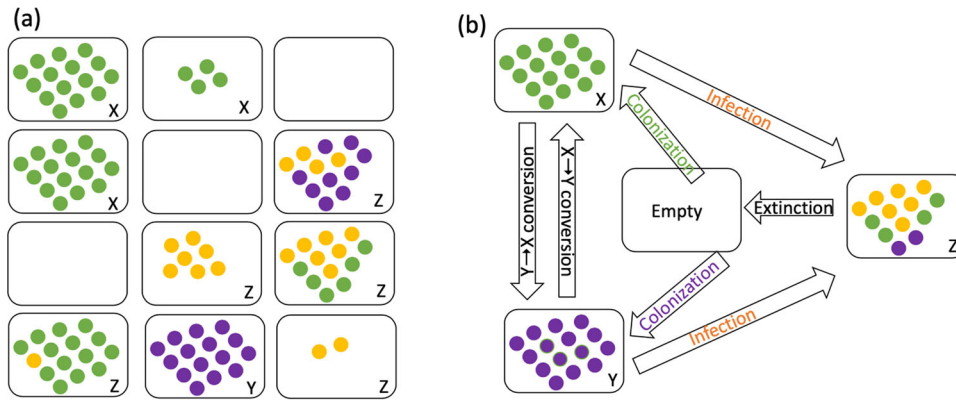 (a)
X
X
X
Z
Z
Z
Z
Y
Z
(b)
X
Infection
Colonization
Y→X conversion
X→Y conversion
Empty
Extinction
Z
Colonization
Infection
Y